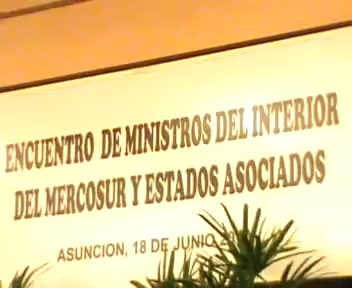 ENCUENTRO DE MINISTROS DEL INTERIOR
DEL MERCOSUR Y ESTADOS ASOCIADOS
ASUNCION, 18 DE JUNIO